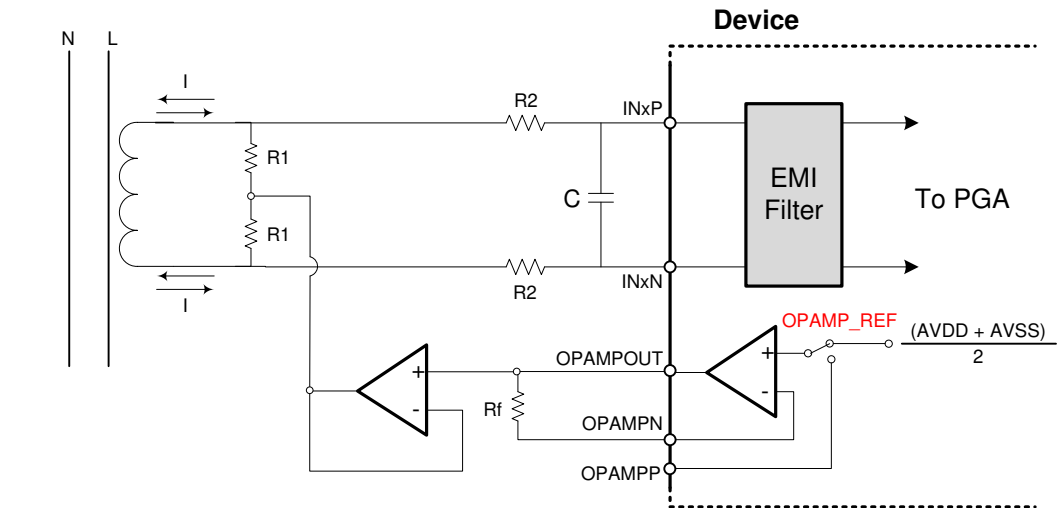 Device
N
L
I
R2
INxP
R1
C
EMI
Filter
To PGA
R1
I
R2
INxN
OPAMP_REF
(AVDD + AVSS)
2
OPAMPOUT
+
+
-
-
Rf
OPAMPN
OPAMPP